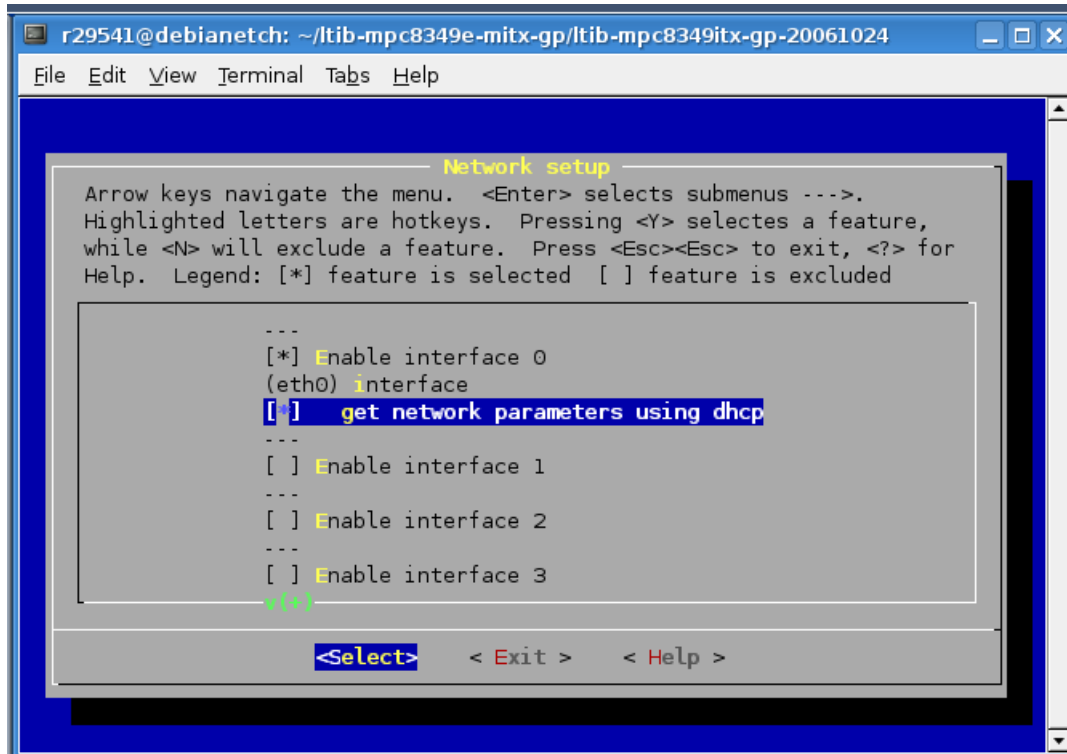 r29541@debianetch: ~/ltib-mpc8349e-mitx-gp/ltib-mpc8349itx-gp-20061024
File Edit View Terminal Tabs Help
Network setup
Arrow keys navigate the menu. <Enter> selects submenus --->.
Highlighted letters are hotkeys. Pressing <Y> selectes a feature,
while <N> will exclude a feature. Press <Esc><Esc> to exit, <?> for
Help. Legend: [*] feature is selected [ ] feature is excluded
---
[*] Enable interface 0
(eth0) interface
[*] get network parameters using dhcp
---
[ ] Enable interface 1
---
[ ] Enable interface 2
---
[ ] Enable interface 3
v(+)
<Select> < Exit > < Help >